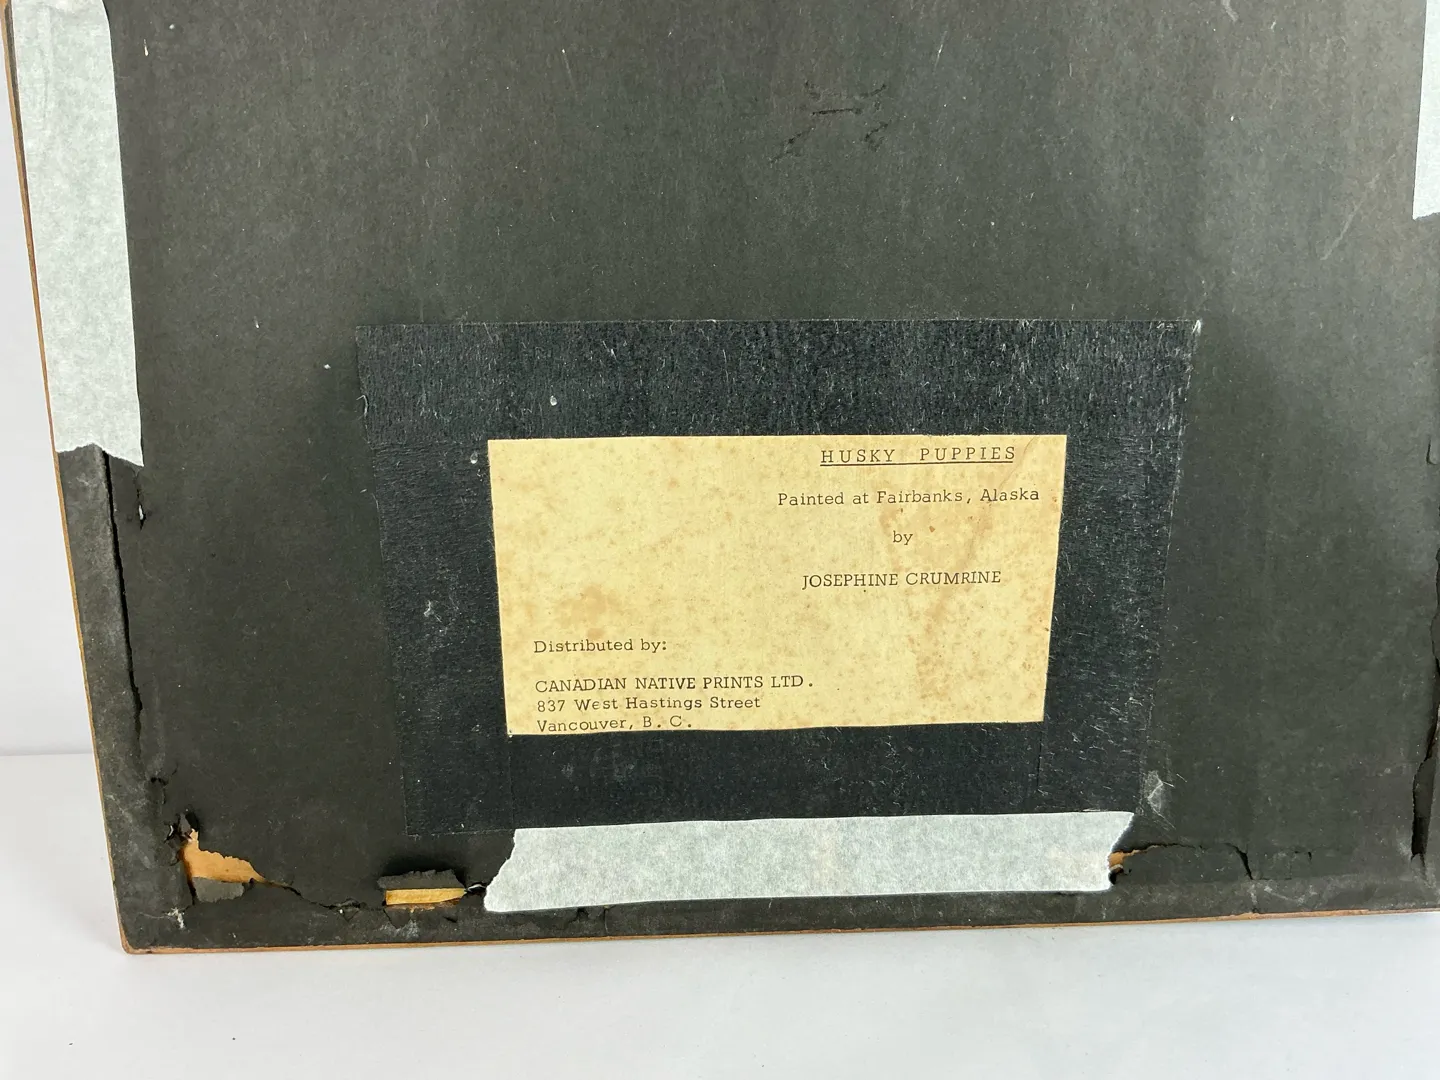 HUSKY PUPPIES
Painted at Fairbanks, Alaska
by
JOSEPHINE CRUMRINE
Distributed by:
CANADIAN NATIVE PRINTS LTD.
837 West Hastings Street
Vancouver, B. C.